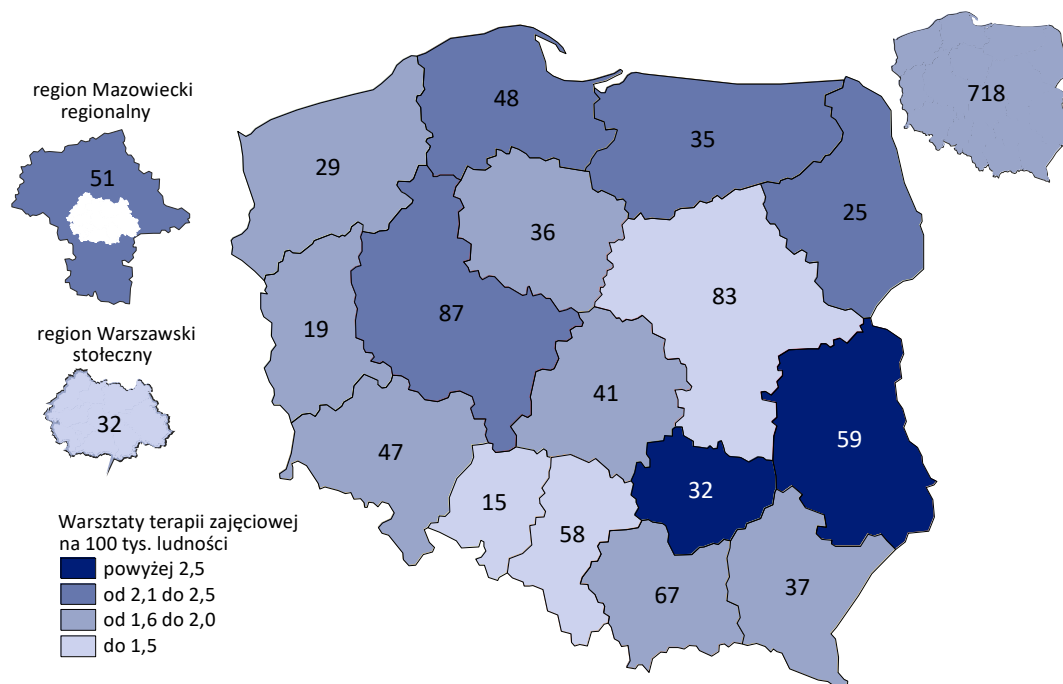 718
48
35
region Mazowiecki
regionalny
29
51
25
36
83
87
19
region Warszawski
stołeczny
41
32
59
47
32
15
58
Warsztaty terapii zajęciowej
na 100 tys. ludności
powyżej 2,5
od 2,1 do 2,5
od 1,6 do 2,0
do 1,5
67
37